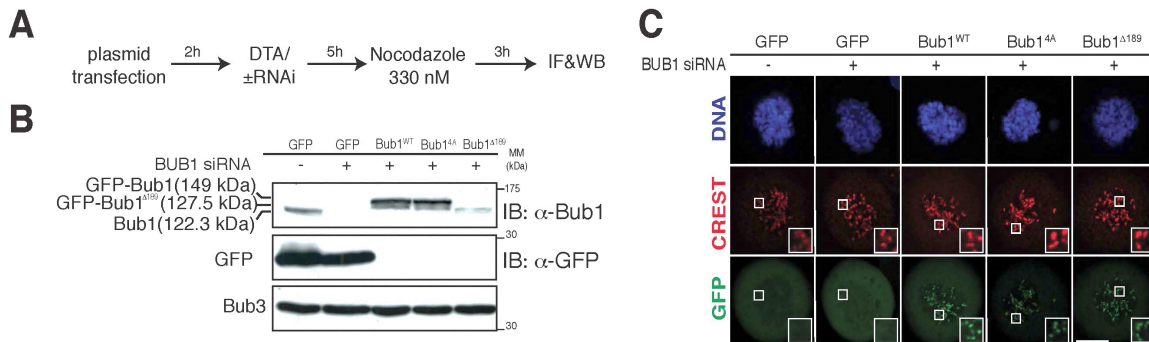 A
plasmid transfection
2h
DTA/ ±RNAi
5h
Nocodazole 330 nM
3h
IF&WB
B
GFP GFP Bub1WT Bub14A Bub1Δ189
BUB1 siRNA - + + + + MM (kDa)
GFP-Bub1(149 kDa)
GFP-Bub1Δ189(127.5 kDa)
Bub1(122.3 kDa)
175
IB: α-Bub1
GFP
30
IB: α-GFP
Bub3
30
C
GFP GFP Bub1WT Bub14A Bub1Δ189
BUB1 siRNA - + + + +
DNA
CREST
GFP